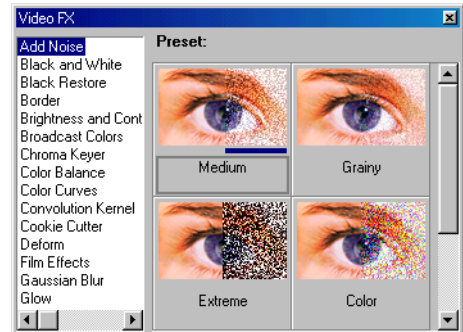 Video FX
Add Noise
Black and White
Black Restore
Border
Brightness and Cont
Broadcast Colors
Chroma Keyer
Color Balance
Color Curves
Convolution Kernel
Cookie Cutter
Deform
Film Effects
Gaussian Blur
Glow
Preset:
Medium
Grainy
Extreme
Color